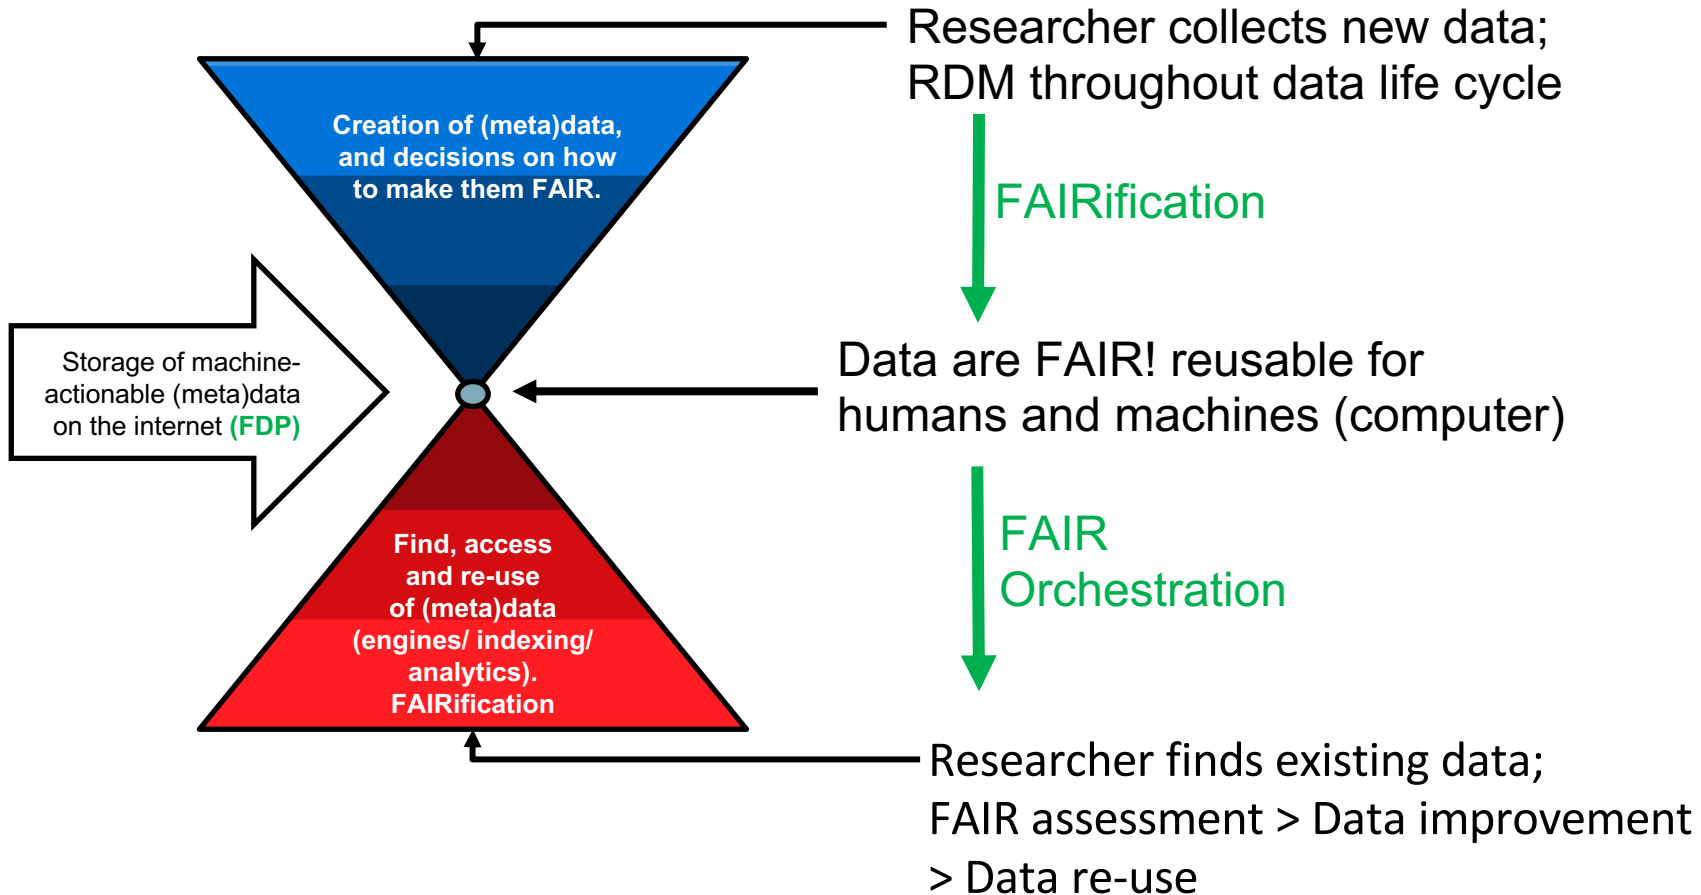 Researcher collects new data;
RDM throughout data life cycle
Creation of (meta)data,
and decisions on how
to make them FAIR.
FAIRification
Storage of machine-
actionable (meta)data
on the internet (FDP)
Data are FAIR! reusable for
humans and machines (computer)
Find, access
and re-use
of (meta)data
(engines/ indexing/
analytics).
FAIRification
FAIR
Orchestration
Researcher finds existing data;
FAIR assessment > Data improvement
> Data re-use